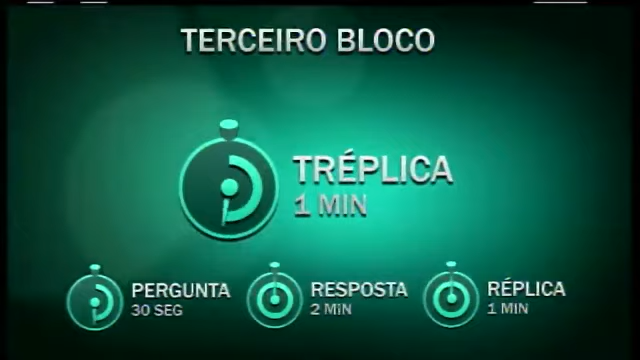 TERCEIRO BLOCO
TRÉPLICA
1 MIN
PERGUNTA
30 SEG
RESPOSTA
2 MIN
RÉPLICA
1 MIN